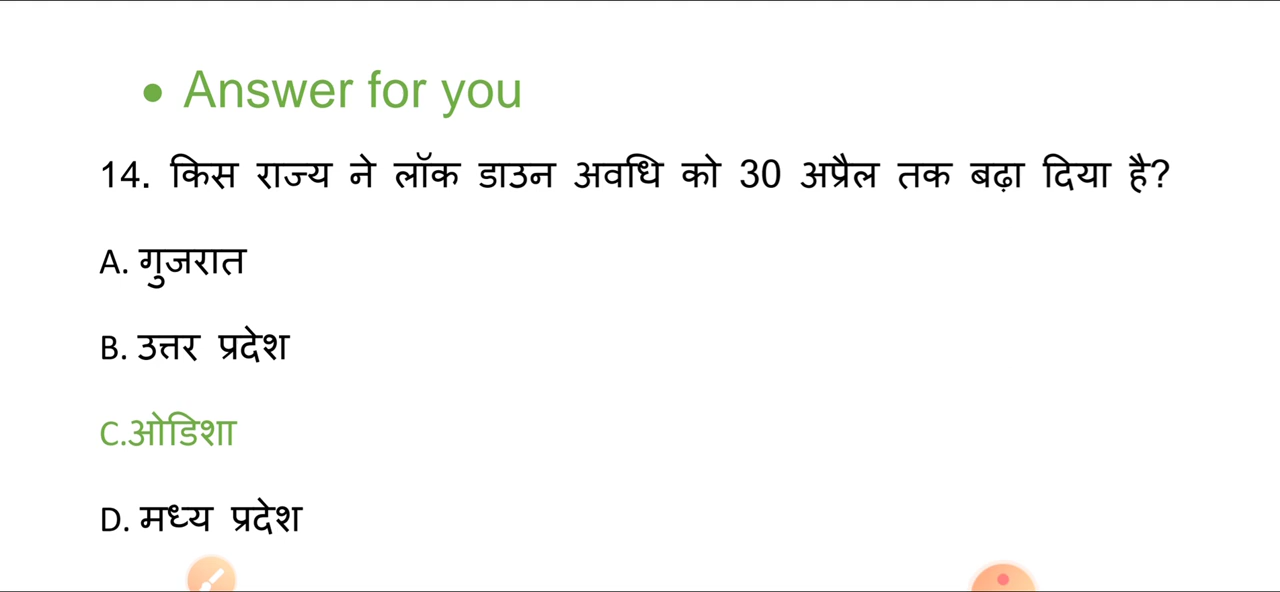 • Answer for you
14. किस राज्य ने लॉक डाउन अवधि को 30 अप्रैल तक बढ़ा दिया है?
A. गुजरात
B. उत्तर प्रदेश
C.ओडिशा
D. मध्य प्रदेश